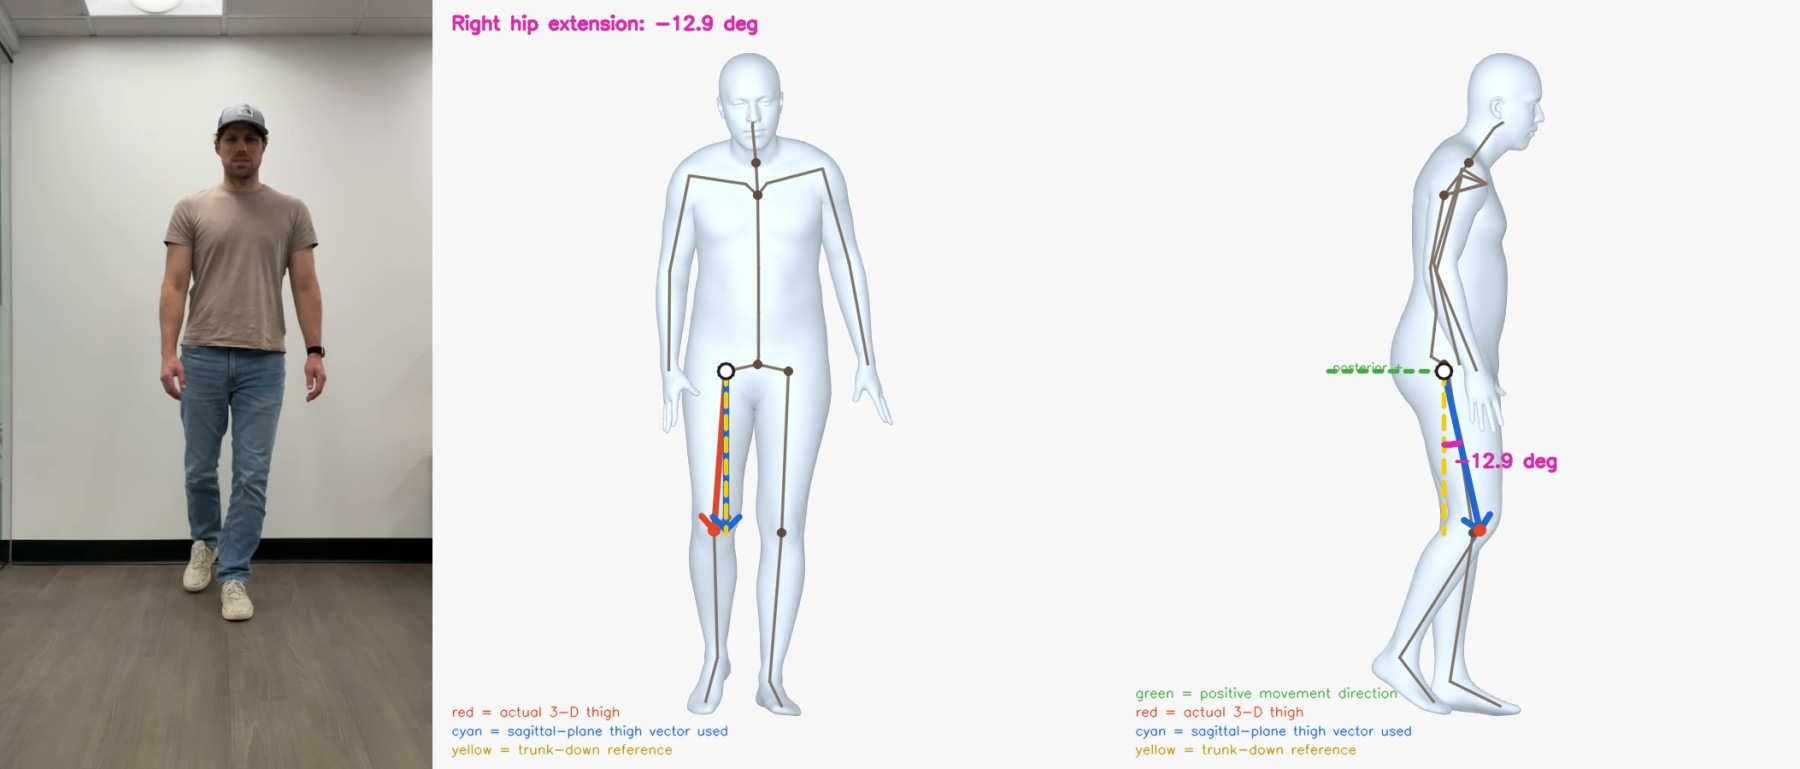 Right hip extension: −12.9 deg
posterior +
−12.9 deg
red = actual 3−D thigh
cyan = sagittal−plane thigh vector used
yellow = trunk−down reference
green = positive movement direction
red = actual 3−D thigh
cyan = sagittal−plane thigh vector used
yellow = trunk−down reference